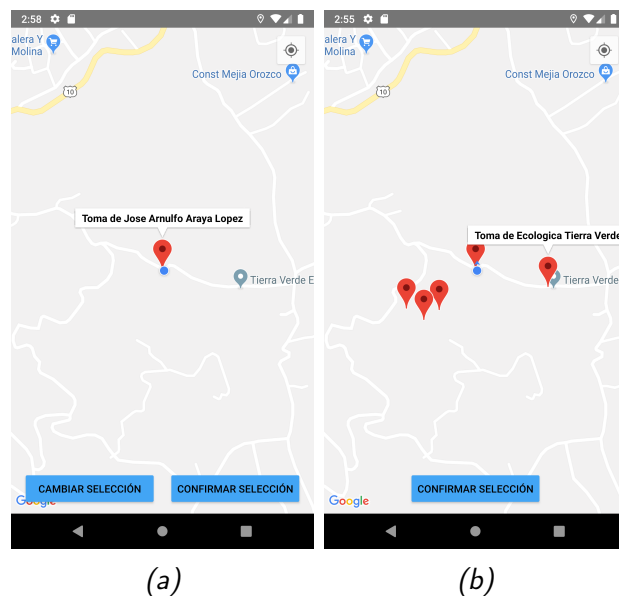 2:58
alera Y
Molina
Const Mejia Orozco
10
Toma de Jose Arnulfo Araya Lopez
Tierra Verde E
CAMBIAR SELECCIÓN
CONFIRMAR SELECCIÓN
Google
(a)
2:55
alera Y
Molina
Const Mejia Orozco
10
Toma de Ecologica Tierra Verde
Tierra Verde
CONFIRMAR SELECCIÓN
Google
(b)